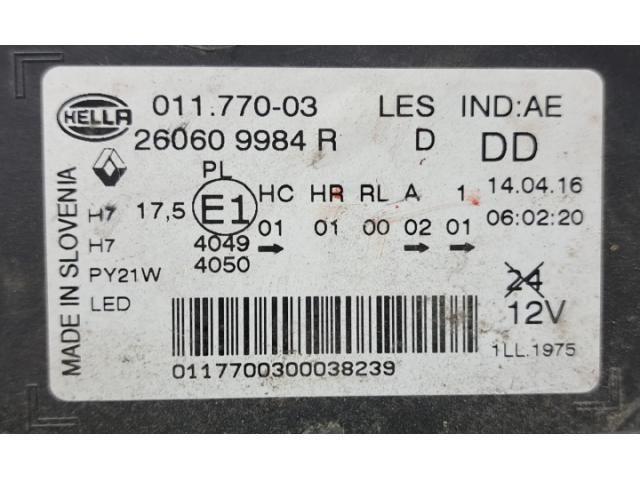 HELLA 011.770-03 LES IND:AE
26060 9984 R D DD
PL
HC HR RL A 1 14.04.16
H7 17,5 E1 01 01 00 02 01 06:02:20
H7 4049
PY21W 4050
LED
24
12V
1LL.1975
0117700300038239
MADE IN SLOVENIA